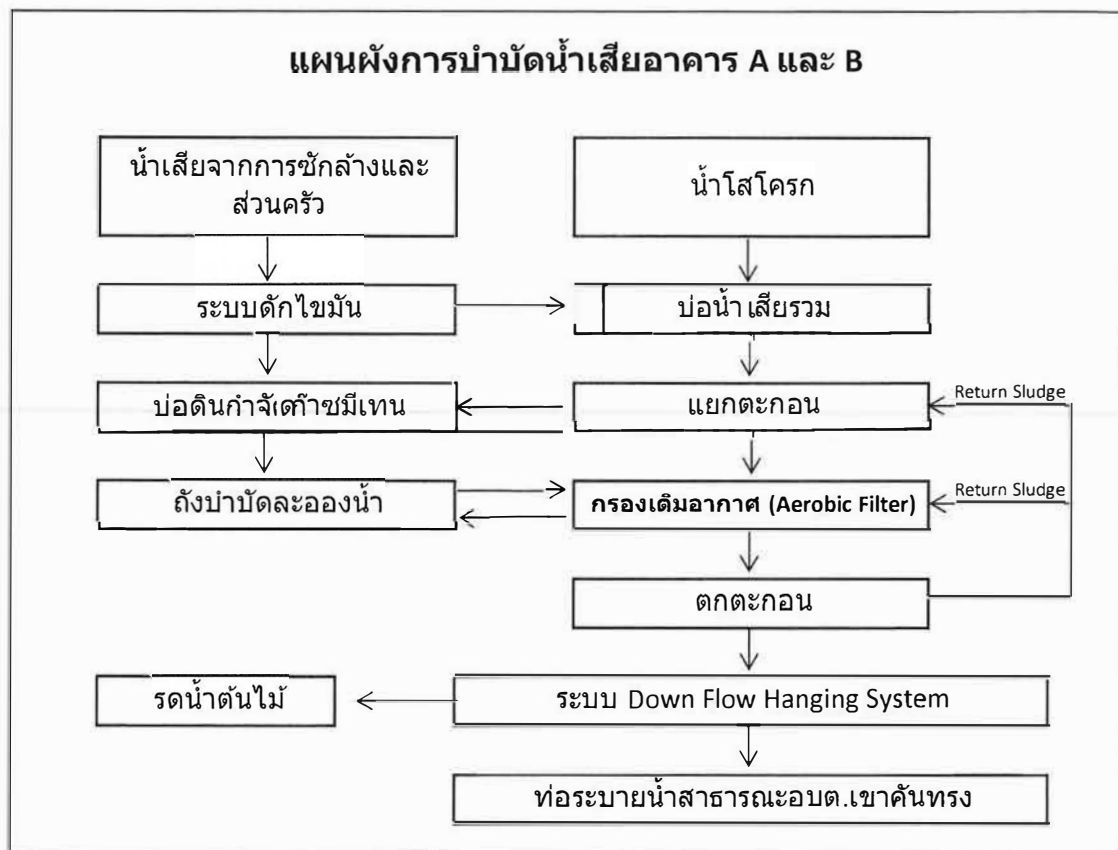 แผนผังการบำบัดน้ำเสียอาคาร A และ B
น้ำเสียจากการซักล้างและ
ส่วนครัว
น้ำโสโครก
ระบบดักไขมัน
บ่อน้ำเสียรวม
บ่อดินกำจัดก๊าซมีเทน
แยกตะกอน
Return Sludge
ถังบำบัดละอองน้ำ
กรองเติมอากาศ (Aerobic Filter)
Return Sludge
ตกตะกอน
รดน้ำต้นไม้
ระบบ Down Flow Hanging System
ท่อระบายน้ำสาธารณะอบต.เขาคันทรง